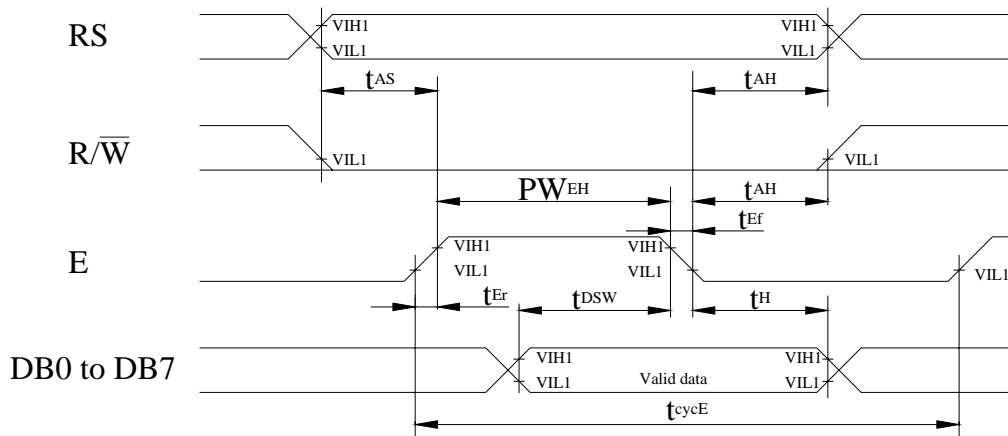 RS VIH1 VIH1
VIL1 VIL1
tAS tAH
R/W̅ VIL1 VIL1
PWEH tAH
tEf
E VIH1 VIH1
VIL1 VIL1 VIL1
tEr tDSW tH
DB0 to DB7 VIH1 VIH1
VIL1 Valid data VIL1
tcycE